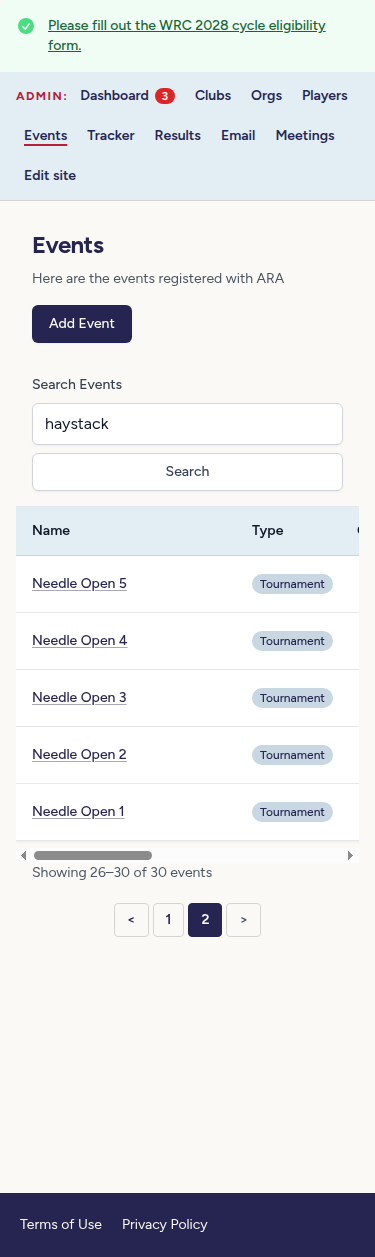 Please fill out the WRC 2028 cycle eligibility
form.
ADMIN: Dashboard 3 Clubs Orgs Players
Events Tracker Results Email Meetings
Edit site
Events
Here are the events registered with ARA
Add Event
Search Events
haystack
Search
Name Type
Needle Open 5 Tournament
Needle Open 4 Tournament
Needle Open 3 Tournament
Needle Open 2 Tournament
Needle Open 1 Tournament
Showing 26–30 of 30 events
< 1 2 >
Terms of Use Privacy Policy